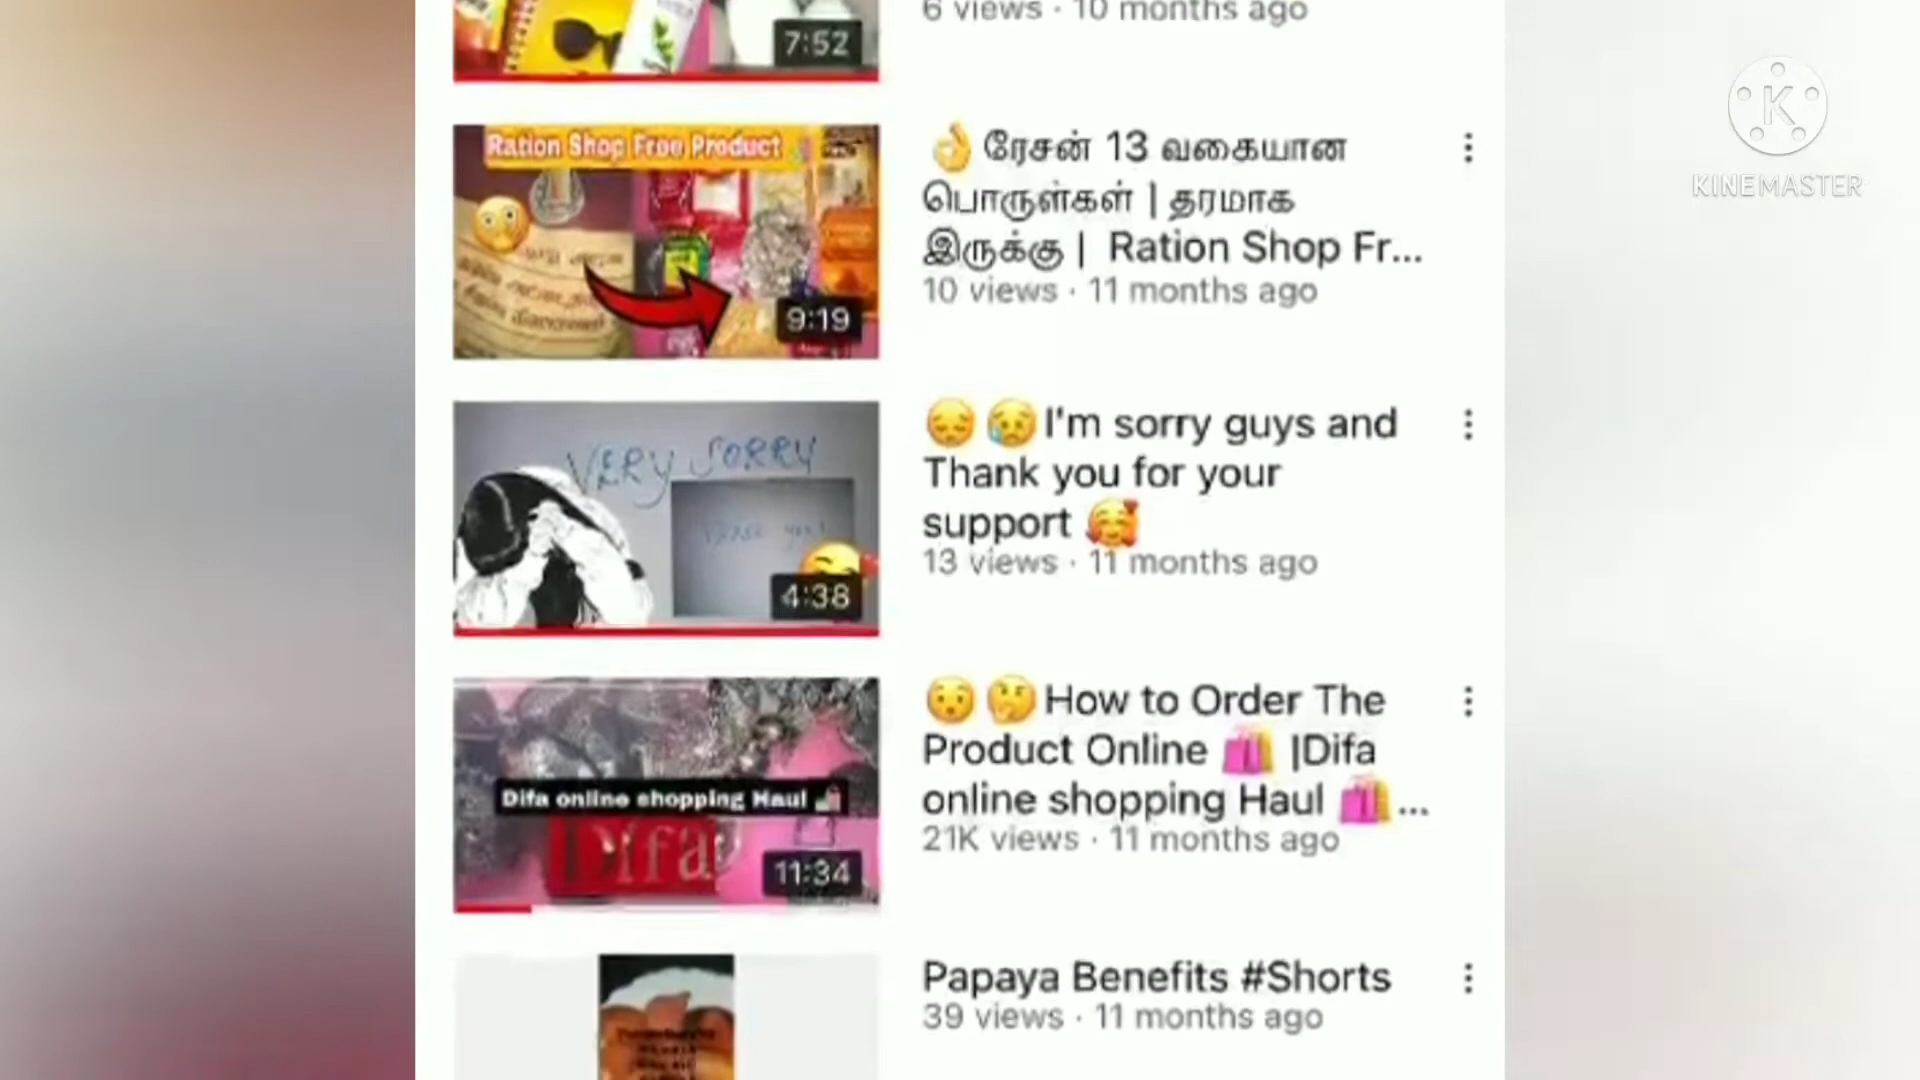 6 views · 10 months ago
7:52
Ration Shop Free Product
9:19
👌 ரேசன் 13 வகையான
பொருள்கள் | தரமாக
இருக்கு | Ration Shop Fr...
10 views · 11 months ago
KINEMASTER
VERY SORRY
4:38
😔 😥 I'm sorry guys and
Thank you for your
support 🥰
13 views · 11 months ago
Difa online shopping Haul 🛍
Difa
11:34
😯 🤔 How to Order The
Product Online 🛍 |Difa
online shopping Haul 🛍...
21K views · 11 months ago
Papaya Benefits #Shorts
39 views · 11 months ago